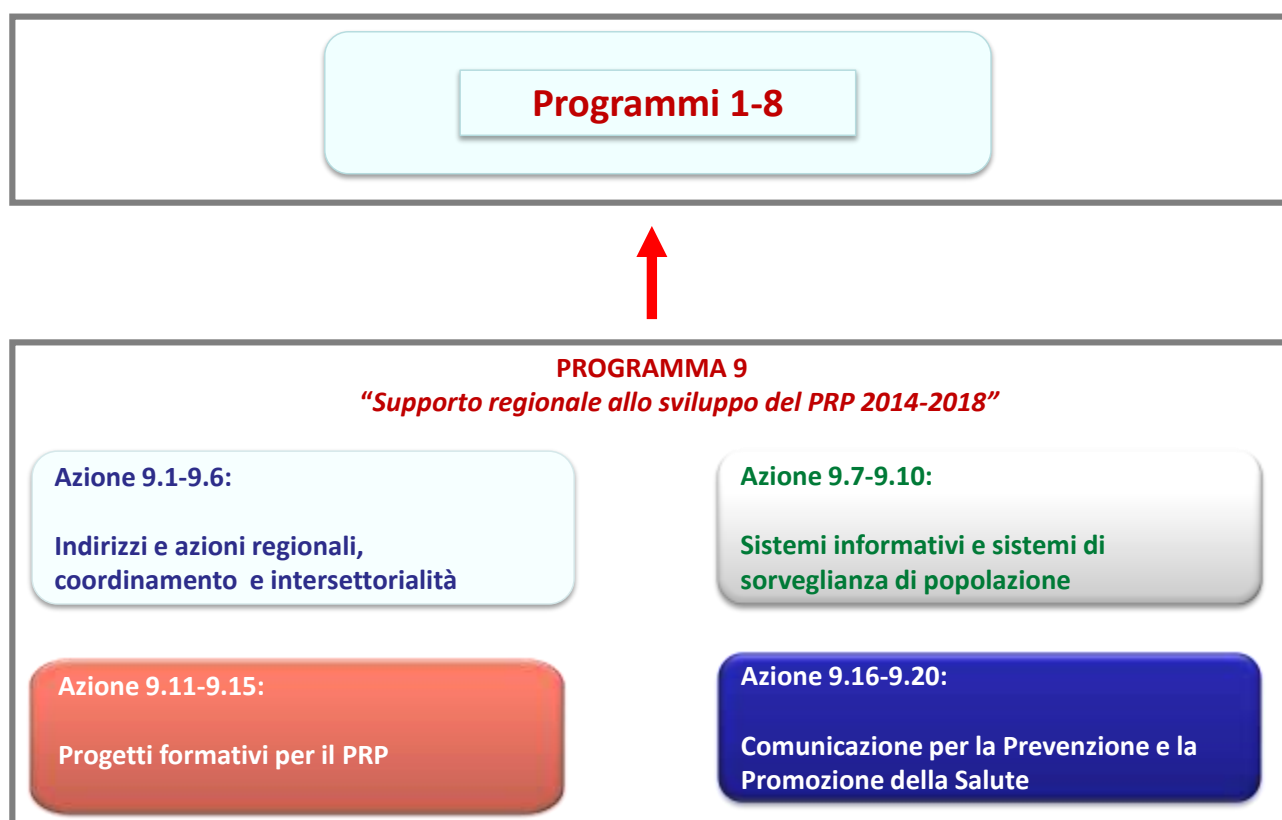 Programmi 1-8
PROGRAMMA 9
“Supporto regionale allo sviluppo del PRP 2014-2018”
Azione 9.1-9.6:
Indirizzi e azioni regionali,
coordinamento e intersettorialità
Azione 9.7-9.10:
Sistemi informativi e sistemi di
sorveglianza di popolazione
Azione 9.11-9.15:
Progetti formativi per il PRP
Azione 9.16-9.20:
Comunicazione per la Prevenzione e la
Promozione della Salute